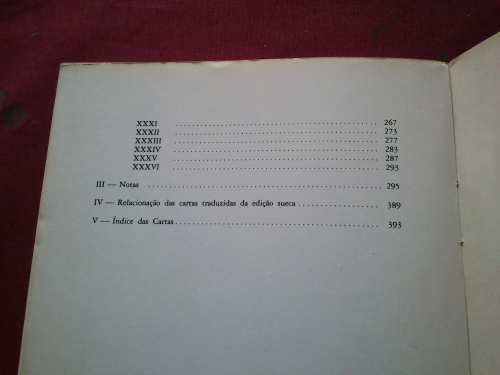 XXXI ........................................ 267
XXXII ........................................ 273
XXXIII ........................................ 277
XXXIV ........................................ 283
XXXV ........................................ 287
XXXVI ........................................ 293
III — Notas ........................................ 295
IV — Relacionação das cartas traduzidas da edição sueca .................. 389
V — Índice das Cartas ........................................ 393